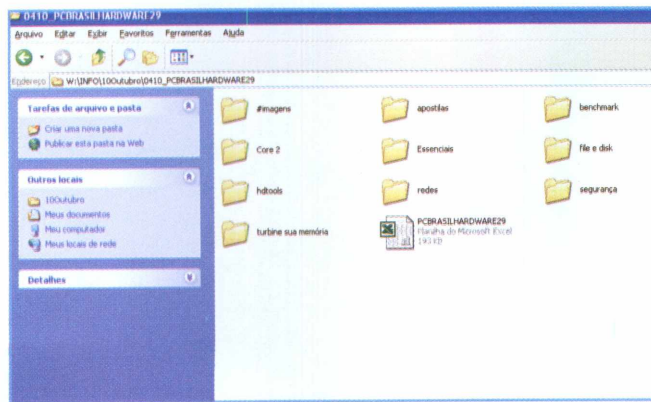 0410_PCBRASILHARDWARE29
Arquivo Editar Exibir Favoritos Ferramentas Ajuda
Endereço W:\INFO\10Outubro\0410_PCBRASILHARDWARE29
Tarefas de arquivo e pasta
Criar uma nova pasta
Publicar esta pasta na Web
Outros locais
10Outubro
Meus documentos
Meu computador
Meus locais de rede
Detalhes
#imagens
apostilas
benchmark
Core 2
Essenciais
file e disk
hdtools
redes
segurança
turbine sua memória
PCBRASILHARDWARE29
Planilha do Microsoft Excel
193 KB